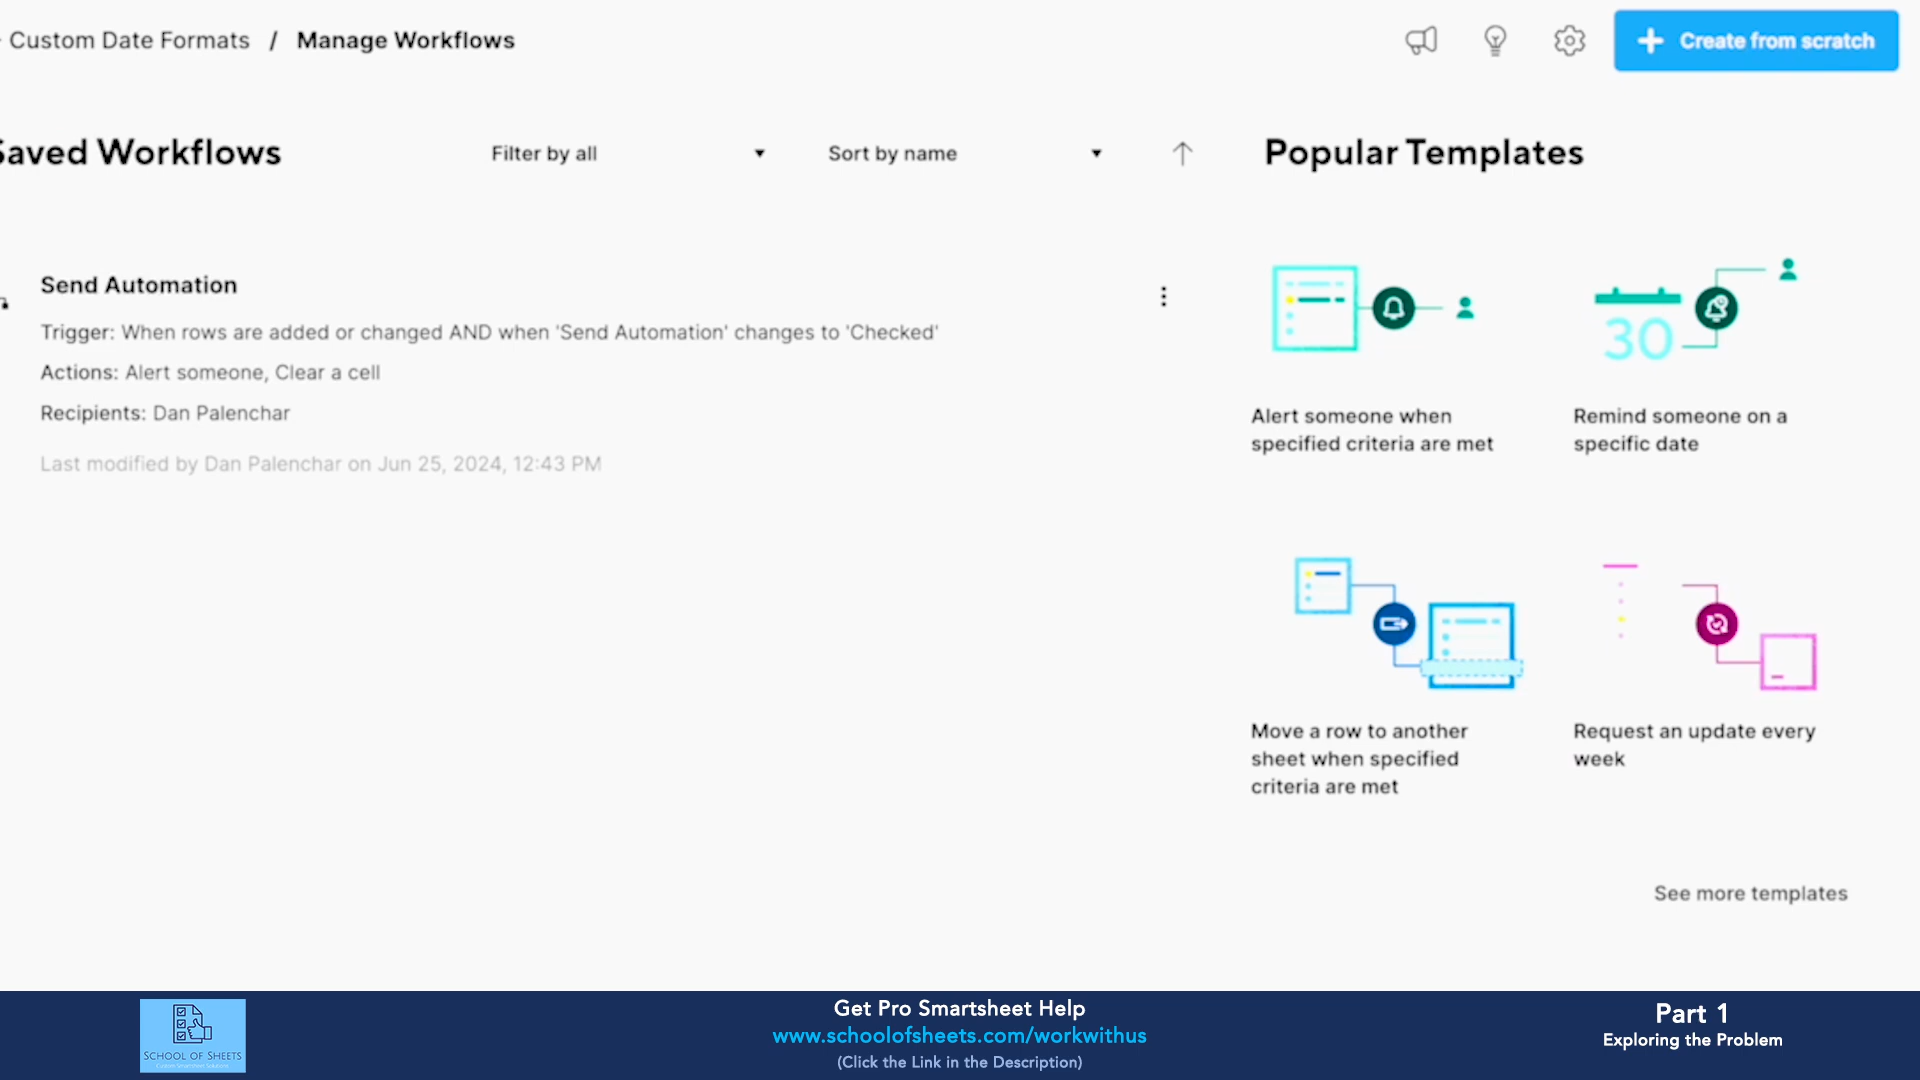 Custom Date Formats / Manage Workflows
Create from scratch
Saved Workflows
Filter by all
Sort by name
Popular Templates
Send Automation
Trigger: When rows are added or changed AND when 'Send Automation' changes to 'Checked'
Actions: Alert someone, Clear a cell
Recipients: Dan Palenchar
Last modified by Dan Palenchar on Jun 25, 2024, 12:43 PM
30
Alert someone when
specified criteria are met
Remind someone on a
specific date
Move a row to another
sheet when specified
criteria are met
Request an update every
week
See more templates
SCHOOL OF SHEETS
Get Pro Smartsheet Help
www.schoolofsheets.com/workwithus
(Click the Link in the Description)
Part 1
Exploring the Problem